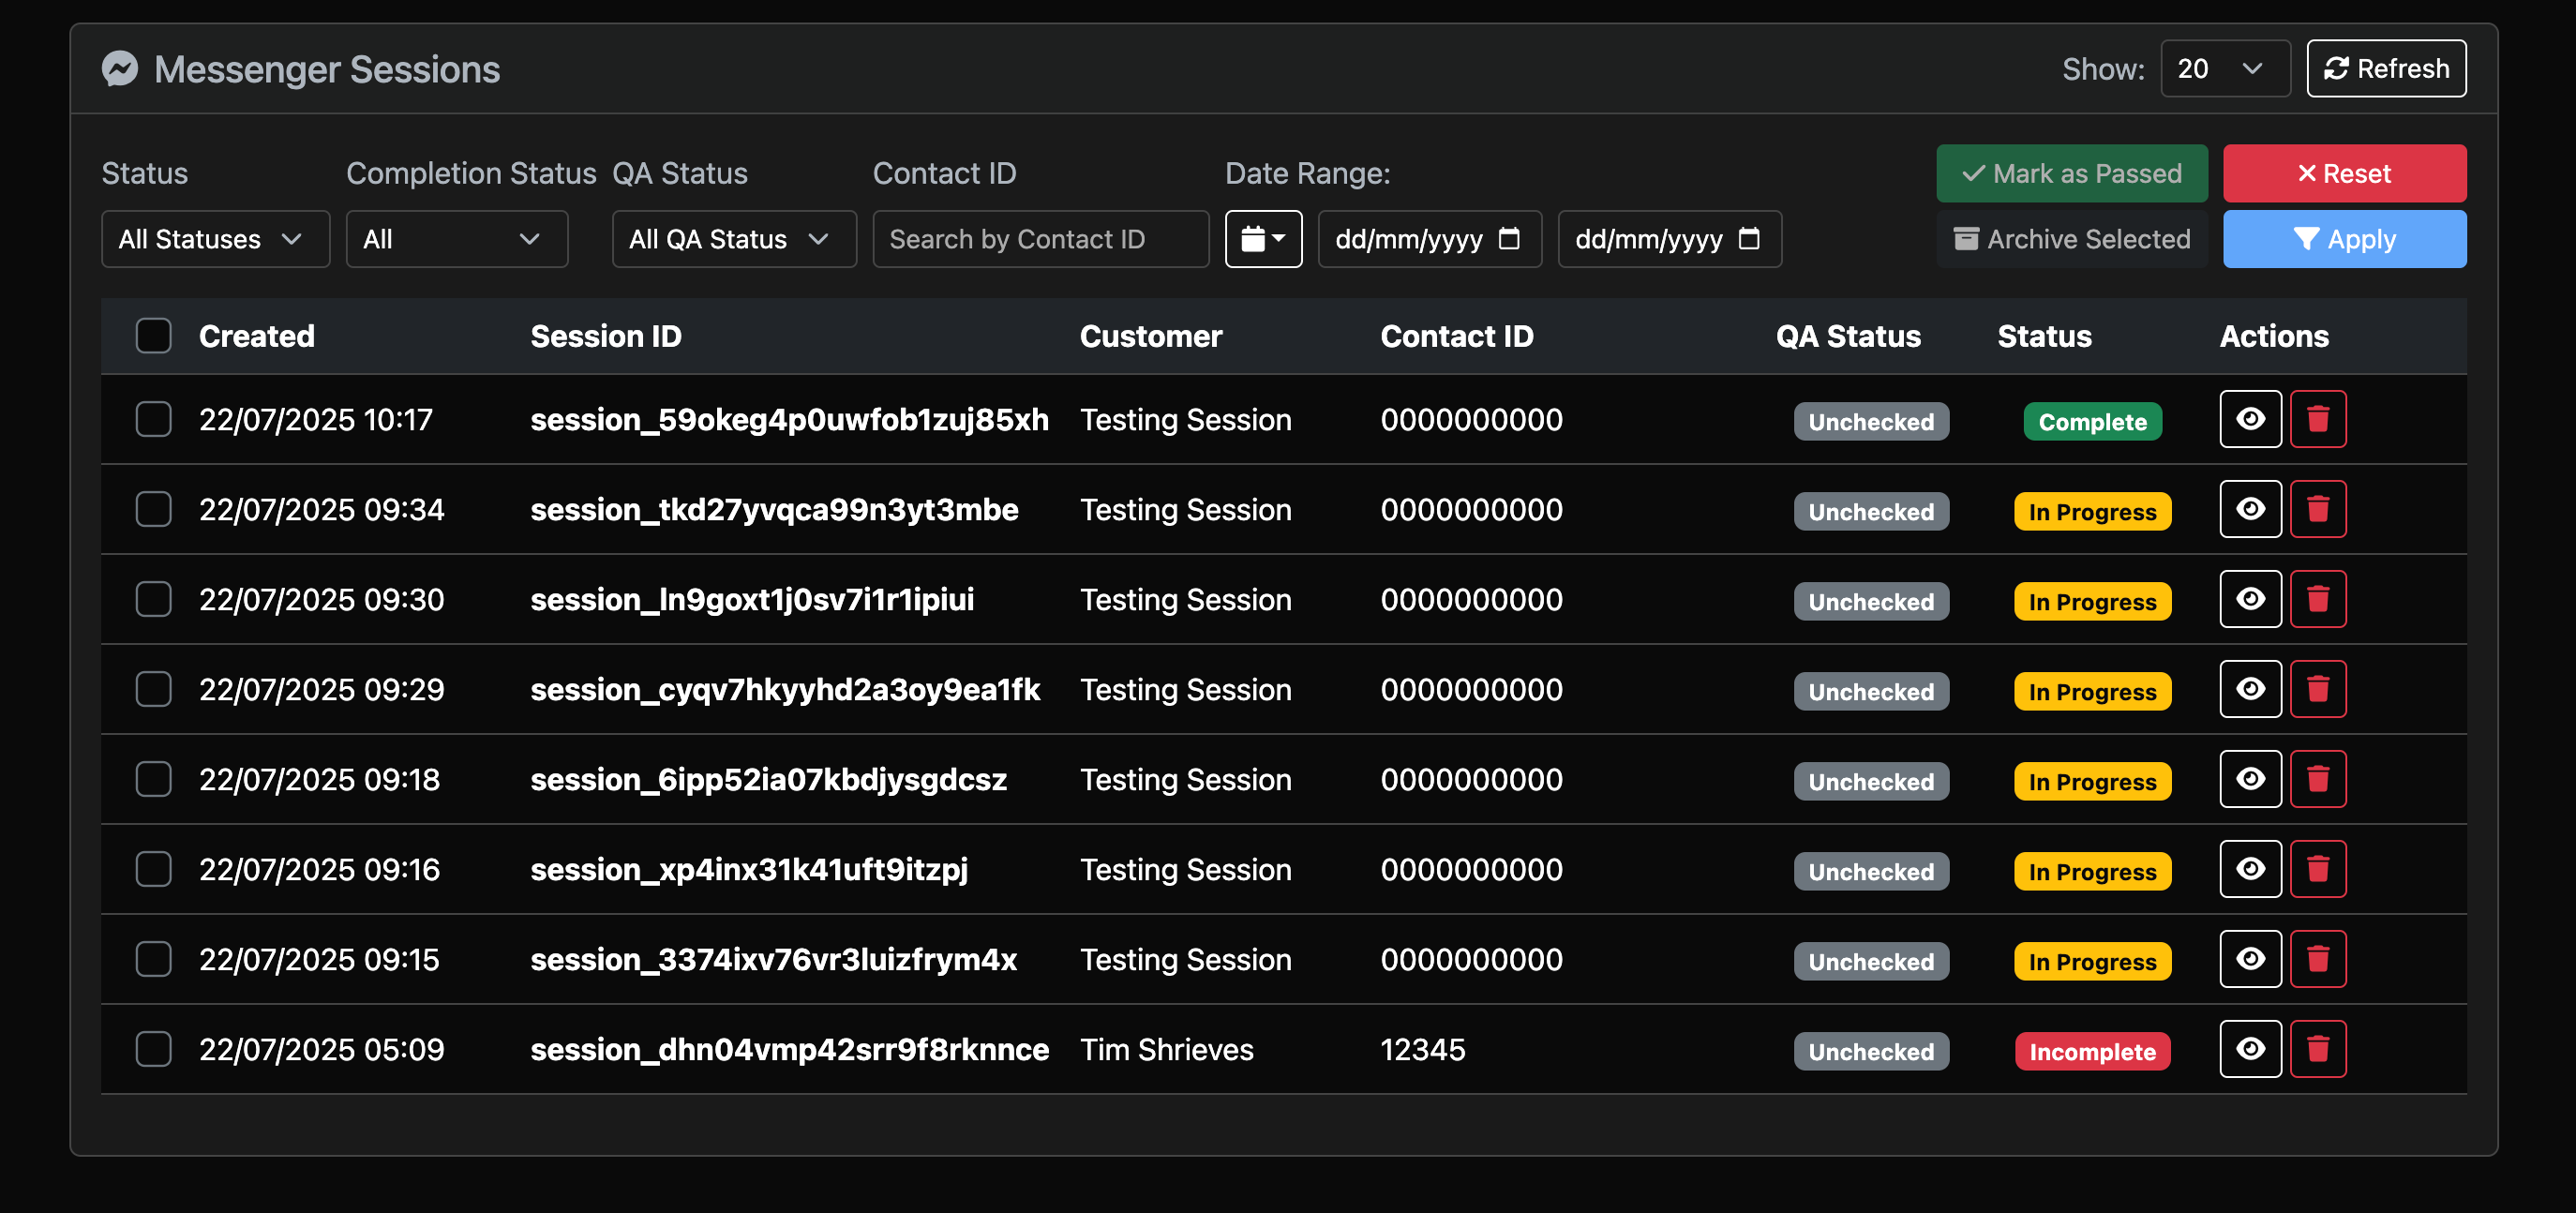 Messenger Sessions
Show: 20 Refresh
Status Completion Status QA Status Contact ID Date Range: Mark as Passed Reset
All Statuses All All QA Status Search by Contact ID dd/mm/yyyy dd/mm/yyyy Archive Selected Apply
Created Session ID Customer Contact ID QA Status Status Actions
22/07/2025 10:17 session_59okeg4p0uwfob1zuj85xh Testing Session 0000000000 Unchecked Complete
22/07/2025 09:34 session_tkd27yvqca99n3yt3mbe Testing Session 0000000000 Unchecked In Progress
22/07/2025 09:30 session_ln9goxt1j0sv7i1r1ipiui Testing Session 0000000000 Unchecked In Progress
22/07/2025 09:29 session_cyqv7hkyyhd2a3oy9ea1fk Testing Session 0000000000 Unchecked In Progress
22/07/2025 09:18 session_6ipp52ia07kbdjysgdcsz Testing Session 0000000000 Unchecked In Progress
22/07/2025 09:16 session_xp4inx31k41uft9itzpj Testing Session 0000000000 Unchecked In Progress
22/07/2025 09:15 session_3374ixv76vr3luizfrym4x Testing Session 0000000000 Unchecked In Progress
22/07/2025 05:09 session_dhn04vmp42srr9f8rknnce Tim Shrieves 12345 Unchecked Incomplete